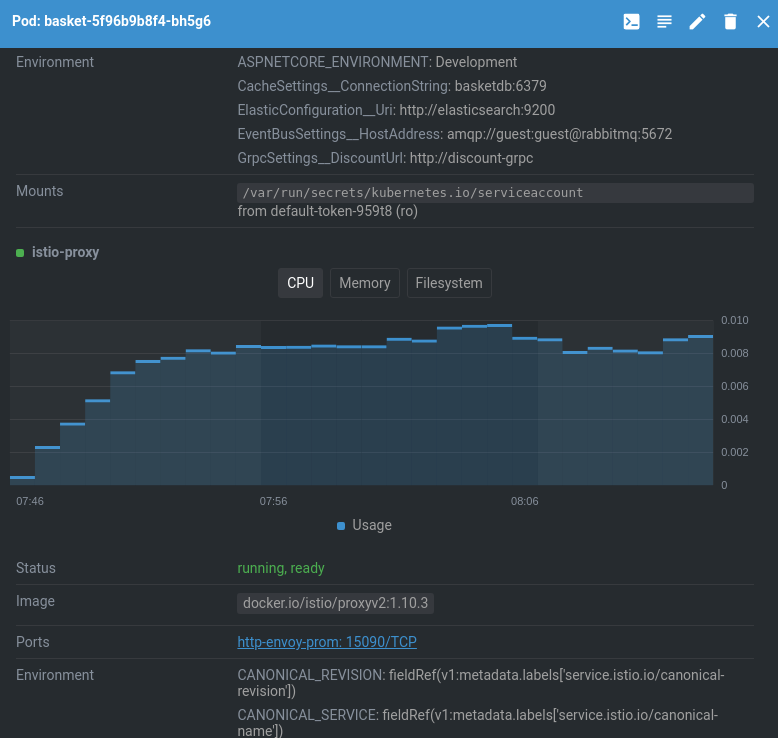 Pod: basket-5f96b9b8f4-bh5g6
Environment
ASPNETCORE_ENVIRONMENT: Development
CacheSettings__ConnectionString: basketdb:6379
ElasticConfiguration__Uri: http://elasticsearch:9200
EventBusSettings__HostAddress: amqp://guest:guest@rabbitmq:5672
GrpcSettings__DiscountUrl: http://discount-grpc
Mounts
/var/run/secrets/kubernetes.io/serviceaccount
from default-token-959t8 (ro)
istio-proxy
CPU Memory Filesystem
0.010
0.008
0.006
0.004
0.002
0
07:46 07:56 08:06
Usage
Status running, ready
Image docker.io/istio/proxyv2:1.10.3
Ports http-envoy-prom: 15090/TCP
Environment
CANONICAL_REVISION: fieldRef(v1:metadata.labels['service.istio.io/canonical-
revision'])
CANONICAL_SERVICE: fieldRef(v1:metadata.labels['service.istio.io/canonical-
name'])